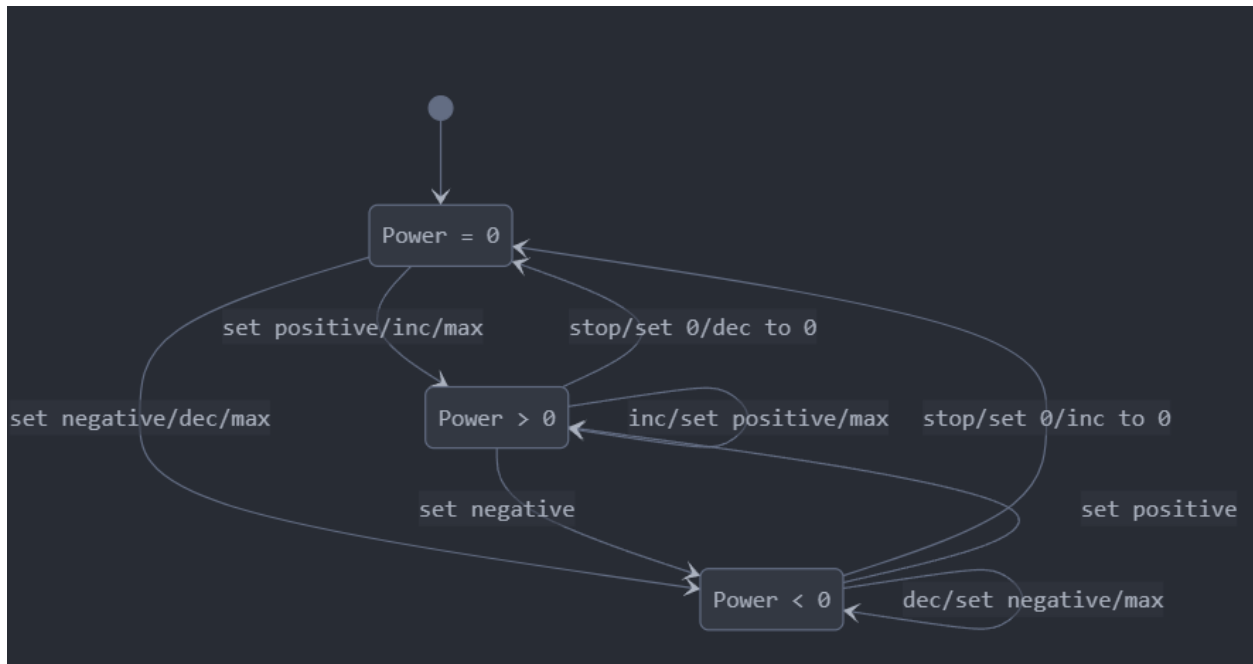 Power = 0
set positive/inc/max
stop/set 0/dec to 0
set negative/dec/max
Power > 0
inc/set positive/max
stop/set 0/inc to 0
set negative
set positive
Power < 0
dec/set negative/max